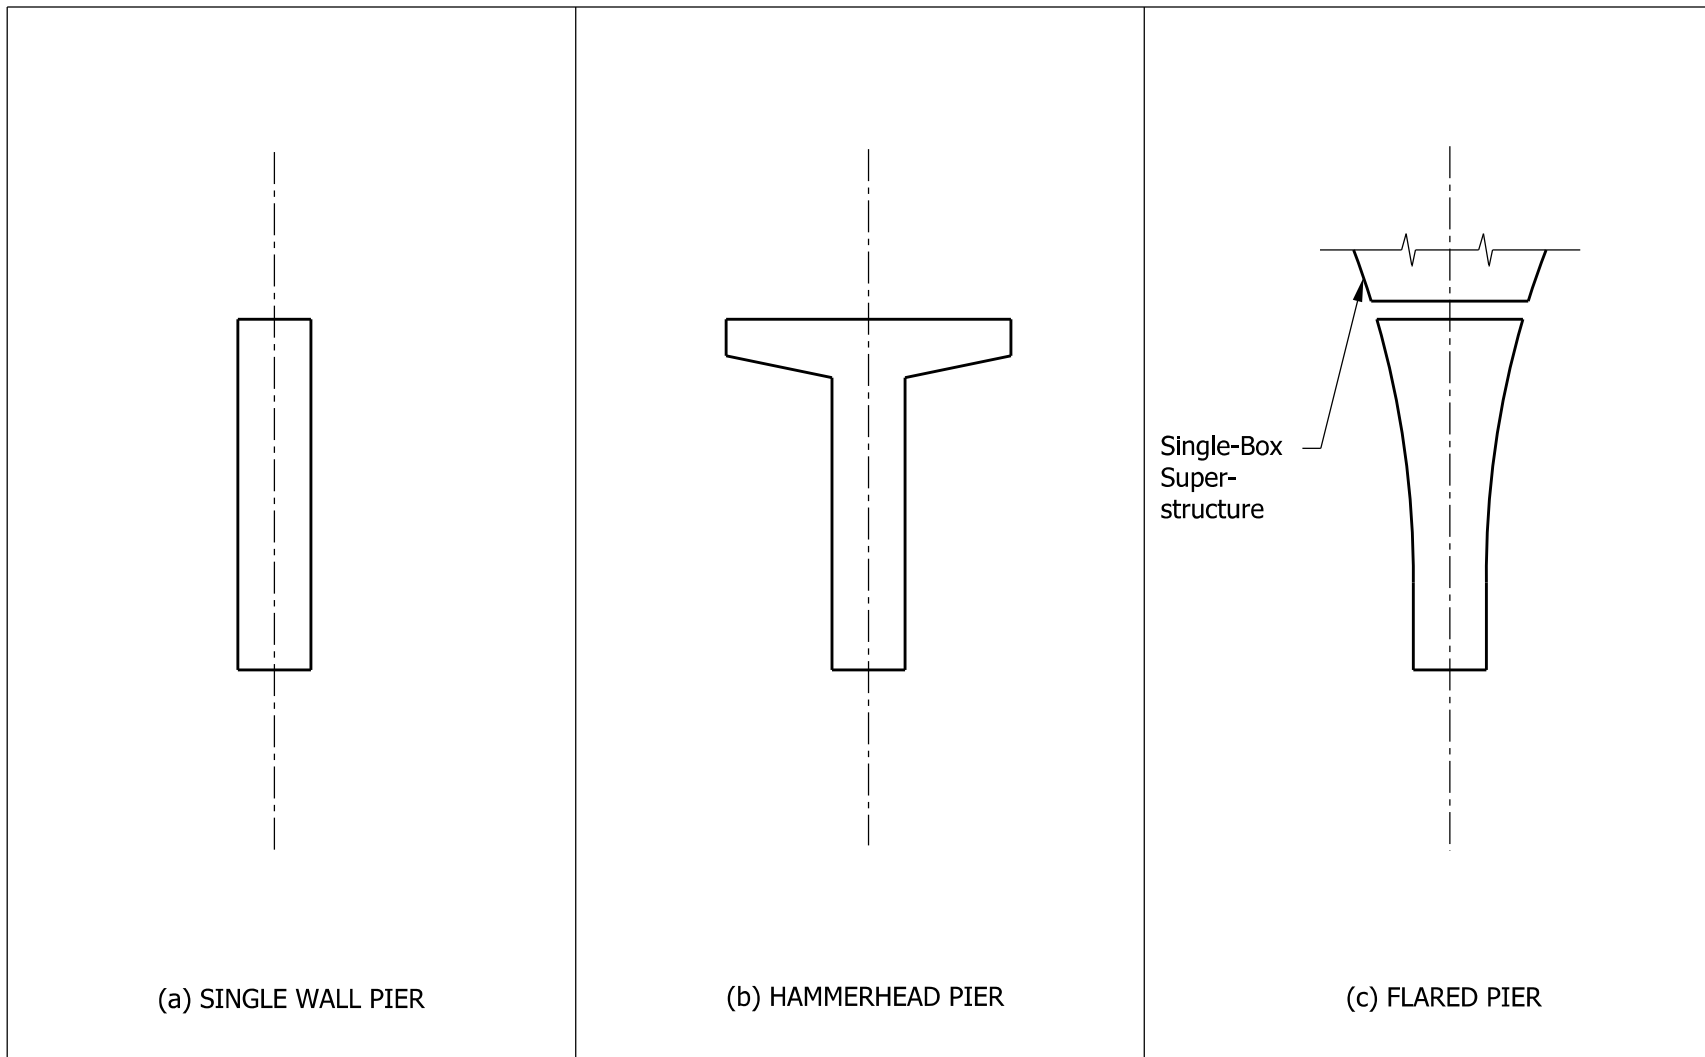 Single-Box
Super-
structure
(a) SINGLE WALL PIER
(b) HAMMERHEAD PIER
(c) FLARED PIER